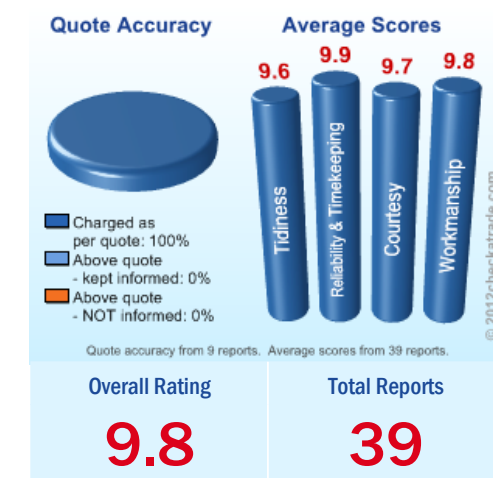 Quote Accuracy
Average Scores
9.6
9.9
9.7
9.8
Tidiness
Reliability & Timekeeping
Courtesy
Workmanship
Charged as
per quote: 100%
Above quote
- kept informed: 0%
Above quote
- NOT informed: 0%
© 2012checkatrade.com
Quote accuracy from 9 reports. Average scores from 39 reports.
Overall Rating
Total Reports
9.8
39